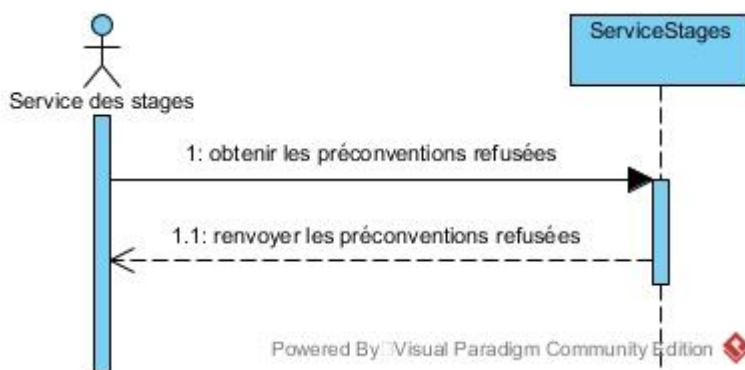 ServiceStages
Service des stages
1: obtenir les préconventions refusées
1.1: renvoyer les préconventions refusées
Powered By Visual Paradigm Community Edition